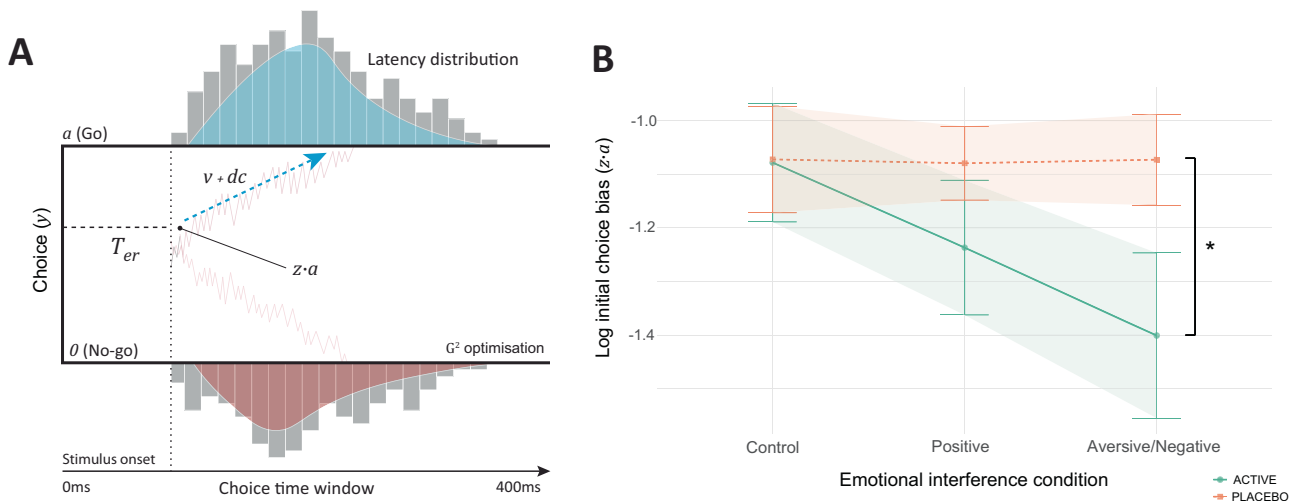 A
Latency distribution
a (Go)
v + dc
Choice (y)
T_er
z·a
0 (No-go)
G² optimisation
Stimulus onset
0ms
Choice time window
400ms
B
Log initial choice bias (z·a)
-1.0
-1.2
-1.4
*
Control
Positive
Aversive/Negative
Emotional interference condition
ACTIVE
PLACEBO